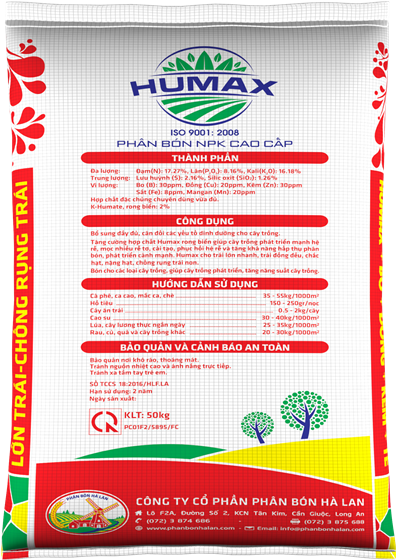 HUMAX
ISO 9001: 2008
PHÂN BÓN NPK CAO CẤP
THÀNH PHẦN
Đa lượng: Đạm(N): 17.27%, Lân(P₂O₅): 8.16%, Kali(K₂O): 16.18%
Trung lượng: Lưu huỳnh (S): 2.16%, Silic oxit (SiO₂): 1.26%
Vi lượng: Bo (B): 30ppm, Đồng (Cu): 20ppm, Kẽm (Zn): 30ppm
Sắt (Fe): 8ppm, Mangan (Mn): 20ppm
Hợp chất đặc chủng chuyên dùng vừa đủ.
K-Humate, rong biển: 2%
CÔNG DỤNG
Bổ sung đầy đủ, cân đối các yếu tố dinh dưỡng cho cây trồng.
Tăng cường hợp chất Humax rong biển giúp cây trồng phát triển mạnh hệ
rễ, mọc nhiều rễ tơ, cải tạo, phục hồi hệ rễ và tăng khả năng hấp thu phân
bón, phát triển cành mạnh. Humax cho trái lớn nhanh, trái đồng đều, chắc
hạt, nặng hạt, chống rụng trái non.
Bón cho các loại cây trồng, giúp cây trồng phát triển, tăng năng suất cây trồng.
HƯỚNG DẪN SỬ DỤNG
Cà phê, ca cao, mắc ca, chè 35 - 55kg/1000m²
Hồ tiêu 150 - 250gr/nọc
Cây ăn trái 0.5 - 2kg/cây
Cao su 30 - 40kg/1000m²
Lúa, cây lương thực ngắn ngày 25 - 35kg/1000m²
Rau, củ, quả và cây trồng khác 20 - 30kg/1000m²
BẢO QUẢN VÀ CẢNH BÁO AN TOÀN
Bảo quản nơi khô ráo, thoáng mát.
Tránh nguồn nhiệt cao và ánh nắng trực tiếp.
Tránh xa tầm tay trẻ em.
SỐ TCCS 18:2016/HLF.LA
Hạn sử dụng: 2 năm
Ngày sản xuất:
KLT: 50kg
PC01F2/5895/FC
LỚN TRÁI-CHỐNG RỤNG TRÁI
PHÂN BÓN HÀ LAN
CÔNG TY CỔ PHẦN PHÂN BÓN HÀ LAN
Lô F2A, Đường Số 2, KCN Tân Kim, Cần Giuộc, Long An
(072) 3 874 686 - (072) 3 875 688
www.phanbonhalan.com - Email: info@phanbonhalan.com